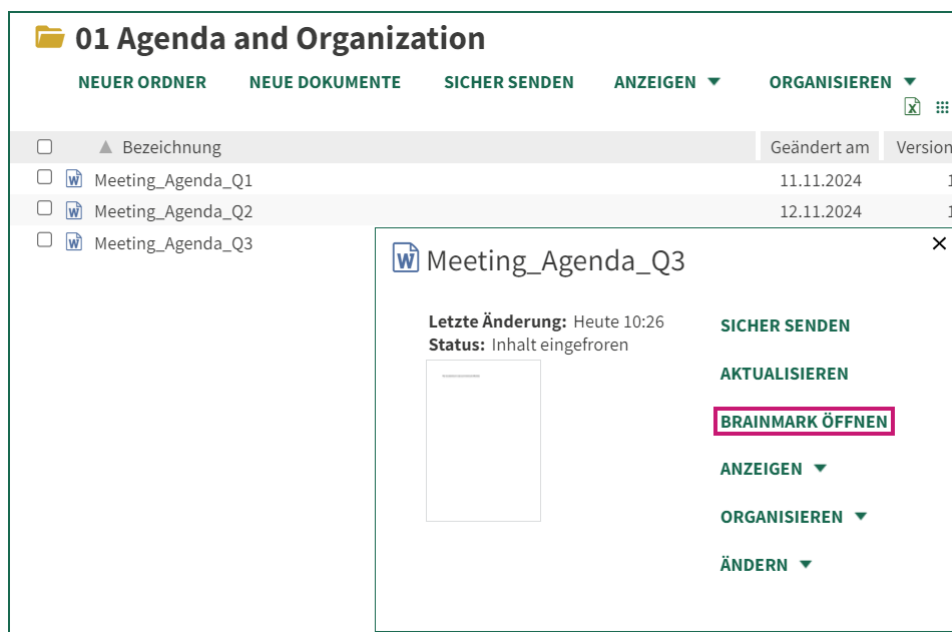 01 Agenda and Organization
NEUER ORDNER NEUE DOKUMENTE SICHER SENDEN ANZEIGEN ORGANISIEREN
Bezeichnung Geändert am Version
Meeting_Agenda_Q1 11.11.2024 1
Meeting_Agenda_Q2 12.11.2024 1
Meeting_Agenda_Q3
Meeting_Agenda_Q3
Letzte Änderung: Heute 10:26
Status: Inhalt eingefroren
SICHER SENDEN
AKTUALISIEREN
BRAINMARK ÖFFNEN
ANZEIGEN
ORGANISIEREN
ÄNDERN